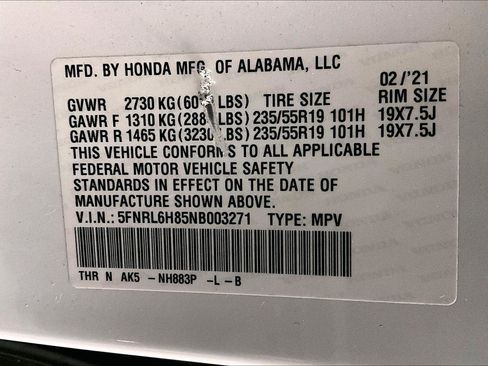 MFD. BY HONDA MFG. OF ALABAMA, LLC
02/'21
GVWR 2730 KG(60 LBS) TIRE SIZE RIM SIZE
GAWR F 1310 KG(288 LBS) 235/55R19 101H 19X7.5J
GAWR R 1465 KG(3230 LBS) 235/55R19 101H 19X7.5J
THIS VEHICLE CONFORMS TO ALL APPLICABLE
FEDERAL MOTOR VEHICLE SAFETY
STANDARDS IN EFFECT ON THE DATE OF
MANUFACTURE SHOWN ABOVE.
V.I.N.: 5FNRL6H85NB003271 TYPE: MPV
THR N AK5 -NH883P -L -B